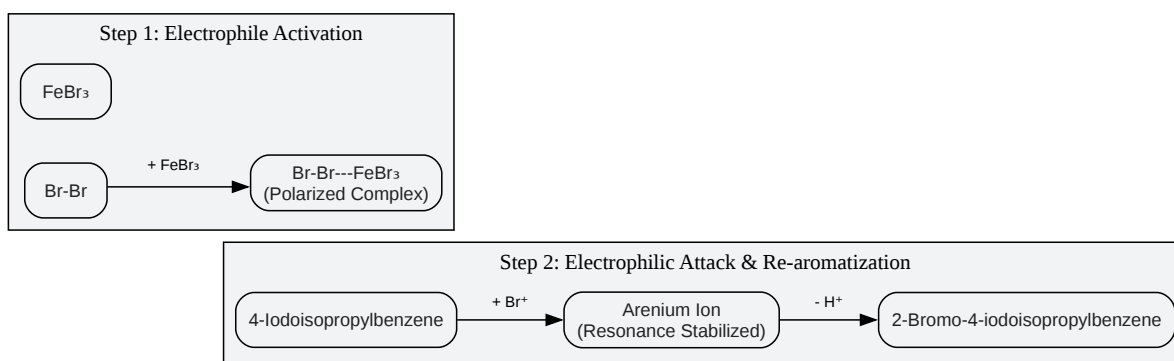 Step 1: Electrophile Activation
FeBr₃
Br-Br
+ FeBr₃
Br-Br---FeBr₃
(Polarized Complex)
Step 2: Electrophilic Attack & Re-aromatization
4-Iodoisopropylbenzene
+ Br⁺
Arenium Ion
(Resonance Stabilized)
- H⁺
2-Bromo-4-iodoisopropylbenzene